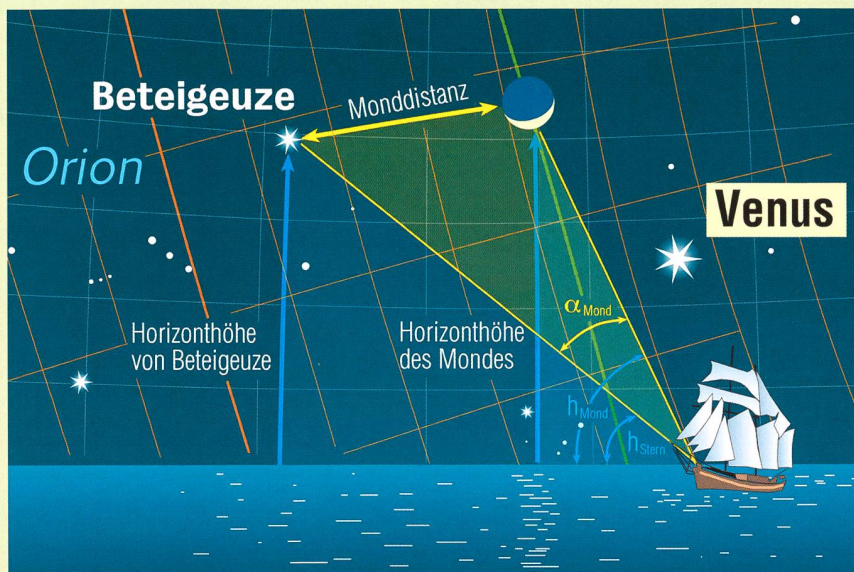 Beteigeuze
Monddistanz
Orion
Venus
α Mond
Horizonthöhe
von Beteigeuze
Horizonthöhe
des Mondes
h Mond
h Stern